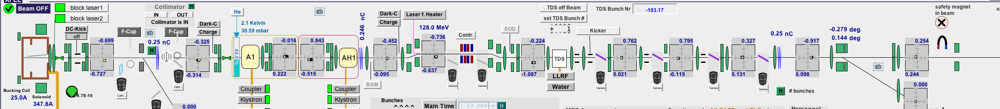 Beam OFF
block laser1
block laser2
Collimator H
IN OUT
Collimator is IN
DC-Kick
off
F-Cup
F-Cup
Dark-C
Charge
-0.699
-0.727
0.25 nC
H
-0.325
-0.314
He
2.1 Kelvin
30.59 mbar
44.0 %
A1
-0.016
0.222
0.843
-0.515
AH1
0.246 nC
Dark-C
Charge
Laser f. Heater
-0.452
-0.095
BAM
128.0 MeV
-0.736
-0.637
Contr.
EOD
-0.224
-1.087
TDS off Beam
set TDS Bunch #
+ 1
TDS Bunch Nr -103.17
Kicker
TDS
LLRF
Water
0.762
0.021
0.795
-0.115
0.327
0.131
0.25 nC
-0.917
0.098
-0.279 deg
0.144 deg
safety magnet
in beam
0.254
0.244
0.000
Bucking Coil
25.0A
Solenoid
347.8A
6.7E-10
Cam...
Cam...
0.000
Coupler
Klystron
Coupler
Klystron
Camera
Camera
Camera
Camera
Camera
Camera
H # bunches
Bunches
Main Time
1.13 MHz H